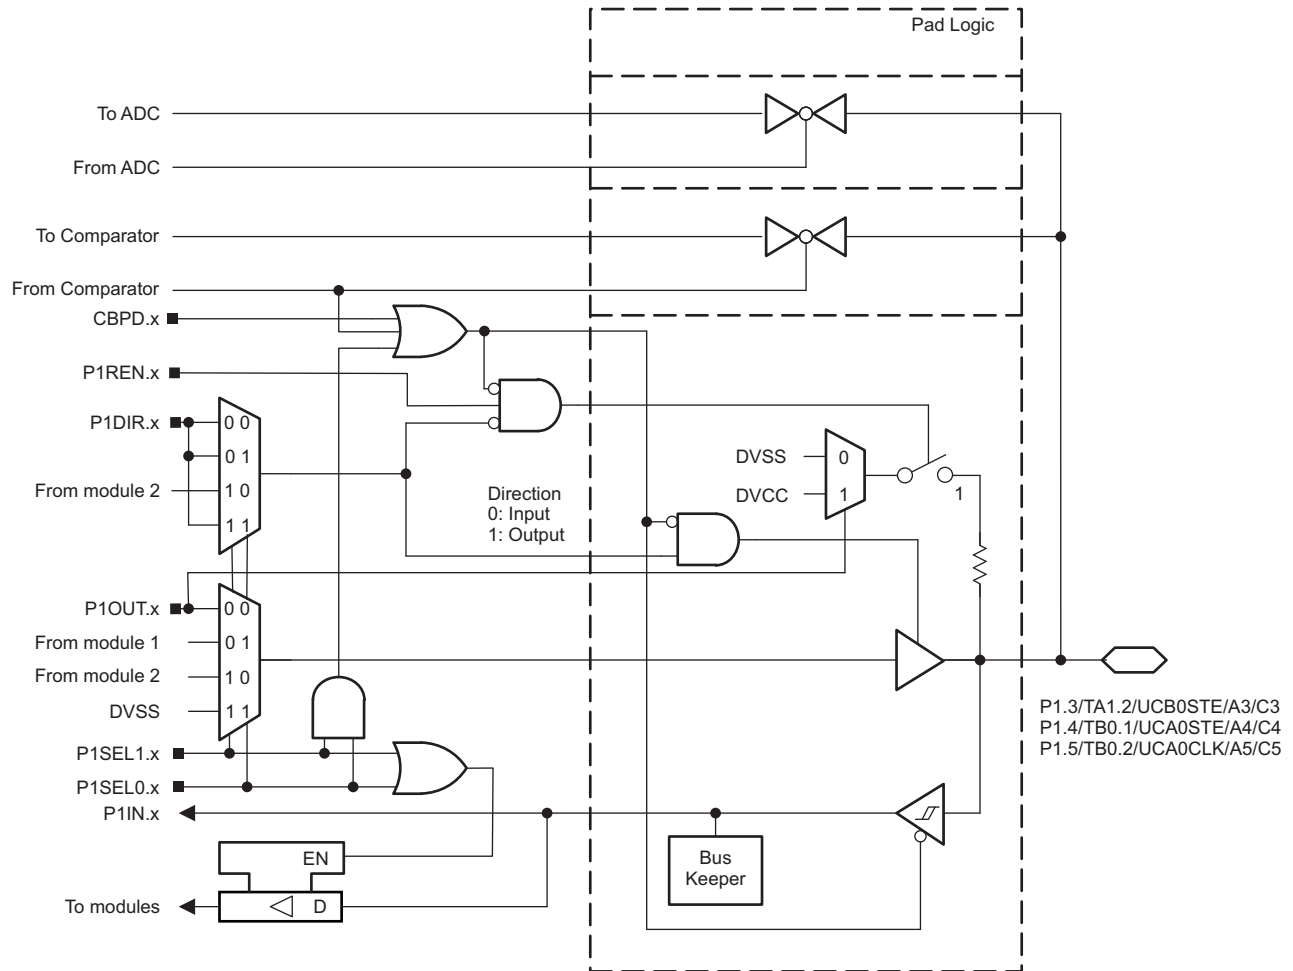 Pad Logic
To ADC
From ADC
To Comparator
From Comparator
CBPD.x
P1REN.x
P1DIR.x
0 0
0 1
From module 2
1 0
1 1
Direction
0: Input
1: Output
DVSS
0
DVCC
1
1
P1OUT.x
0 0
From module 1
0 1
From module 2
1 0
DVSS
1 1
P1.3/TA1.2/UCB0STE/A3/C3
P1.4/TB0.1/UCA0STE/A4/C4
P1.5/TB0.2/UCA0CLK/A5/C5
P1SEL1.x
P1SEL0.x
P1IN.x
Bus
Keeper
EN
To modules
D